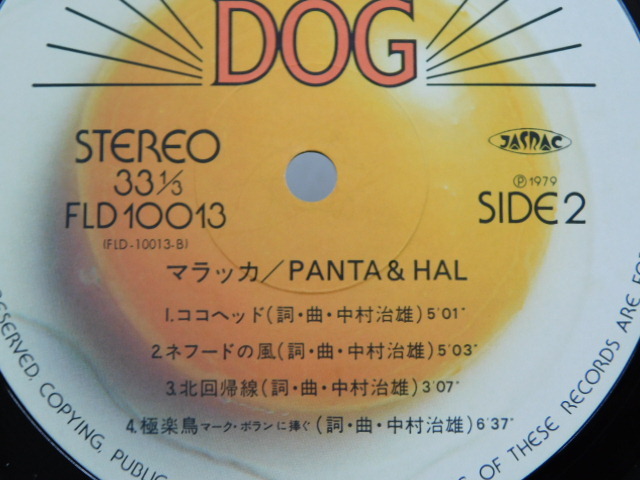 DOG
STEREO
33 1/3
FLD 10013
(FLD-10013-B)
JASRAC
Ⓟ1979
SIDE 2
マラッカ/PANTA & HAL
1.ココヘッド(詞・曲・中村治雄)5′01″
2.ネフードの風(詞・曲・中村治雄)5′03″
3.北回帰線(詞・曲・中村治雄)3′07″
4.極楽鳥マーク・ボランに捧ぐ(詞・曲・中村治雄)6′37″
RESERVED, COPYING, PUBLIC
OF THESE RECORDS ARE